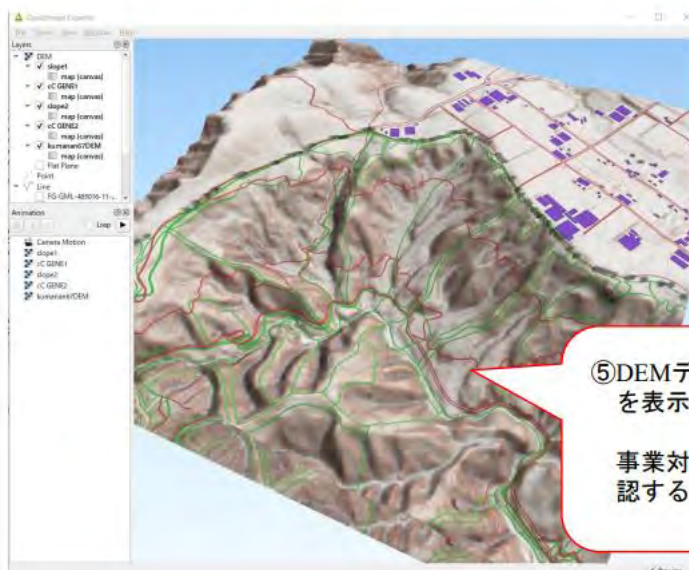 Qgis2threejs Exporter
File Scene View Window Help
Layers
DEM
slope1
map (canvas)
cC GENE1
map (canvas)
slope2
map (canvas)
cC GENE2
map (canvas)
kumanan67DEM
map (canvas)
Flat Plane
Point
Line
Animation
Loop
Camera Motion
slope1
cC GENE1
slope2
cC GENE2
kumanan67DEM
⑤DEMデ
を表示
事業対
認する